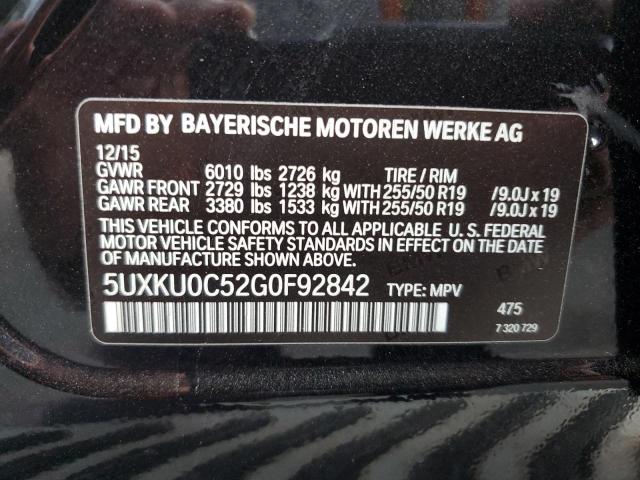 MFD BY BAYERISCHE MOTOREN WERKE AG
12/15
GVWR 6010 lbs 2726 kg TIRE / RIM
GAWR FRONT 2729 lbs 1238 kg WITH 255/50 R19 /9.0J x 19
GAWR REAR 3380 lbs 1533 kg WITH 255/50 R19 /9.0J x 19
THIS VEHICLE CONFORMS TO ALL APPLICABLE U. S. FEDERAL
MOTOR VEHICLE SAFETY STANDARDS IN EFFECT ON THE DATE
OF MANUFACTURE SHOWN ABOVE.
5UXKU0C52G0F92842 TYPE: MPV
475
7 320 729